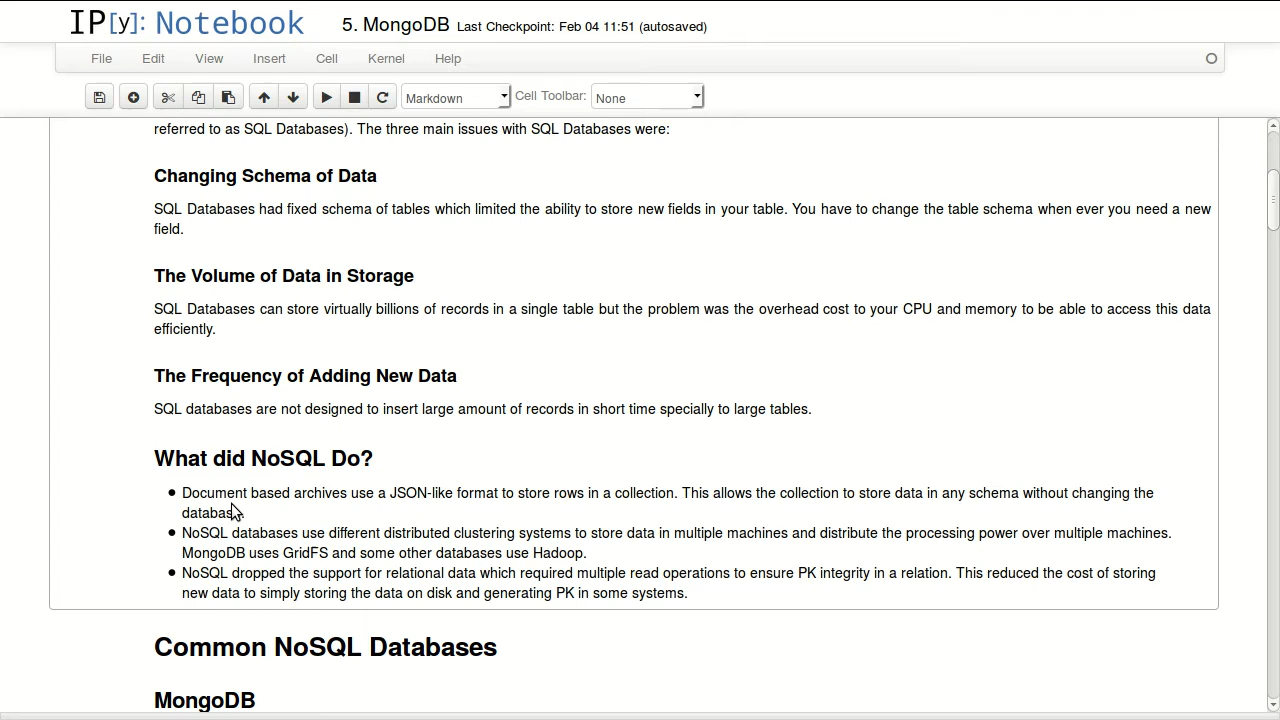 IP[y]: Notebook 5. MongoDB Last Checkpoint: Feb 04 11:51 (autosaved)
File Edit View Insert Cell Kernel Help
Markdown Cell Toolbar: None
referred to as SQL Databases). The three main issues with SQL Databases were:
Changing Schema of Data
SQL Databases had fixed schema of tables which limited the ability to store new fields in your table. You have to change the table schema when ever you need a new
field.
The Volume of Data in Storage
SQL Databases can store virtually billions of records in a single table but the problem was the overhead cost to your CPU and memory to be able to access this data
efficiently.
The Frequency of Adding New Data
SQL databases are not designed to insert large amount of records in short time specially to large tables.
What did NoSQL Do?
Document based archives use a JSON-like format to store rows in a collection. This allows the collection to store data in any schema without changing the
database.
NoSQL databases use different distributed clustering systems to store data in multiple machines and distribute the processing power over multiple machines.
MongoDB uses GridFS and some other databases use Hadoop.
NoSQL dropped the support for relational data which required multiple read operations to ensure PK integrity in a relation. This reduced the cost of storing
new data to simply storing the data on disk and generating PK in some systems.
Common NoSQL Databases
MongoDB